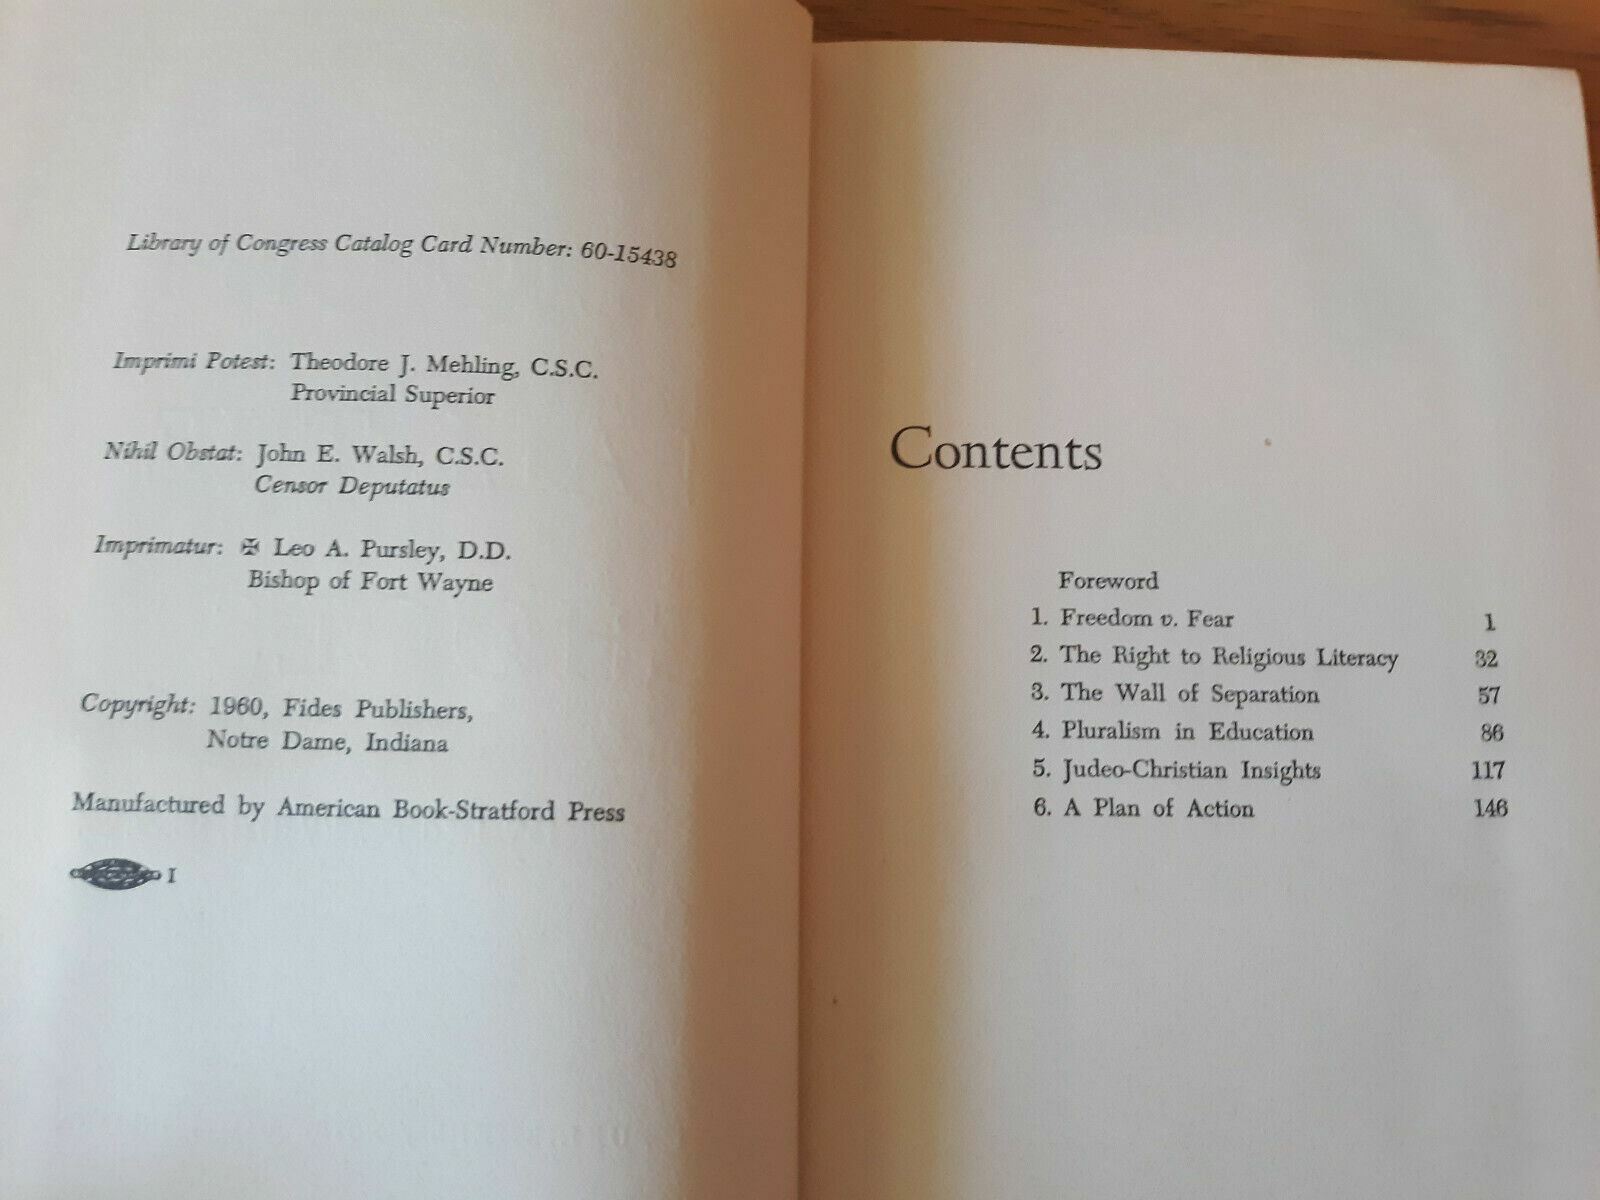 Library of Congress Catalog Card Number: 60-15438
Imprimi Potest: Theodore J. Mehling, C.S.C.
Provincial Superior
Nihil Obstat: John E. Walsh, C.S.C.
Censor Deputatus
Imprimatur: ✠ Leo A. Pursley, D.D.
Bishop of Fort Wayne
Copyright: 1960, Fides Publishers,
Notre Dame, Indiana
Manufactured by American Book-Stratford Press
I
Contents
Foreword
1. Freedom v. Fear 1
2. The Right to Religious Literacy 32
3. The Wall of Separation 57
4. Pluralism in Education 86
5. Judeo-Christian Insights 117
6. A Plan of Action 146